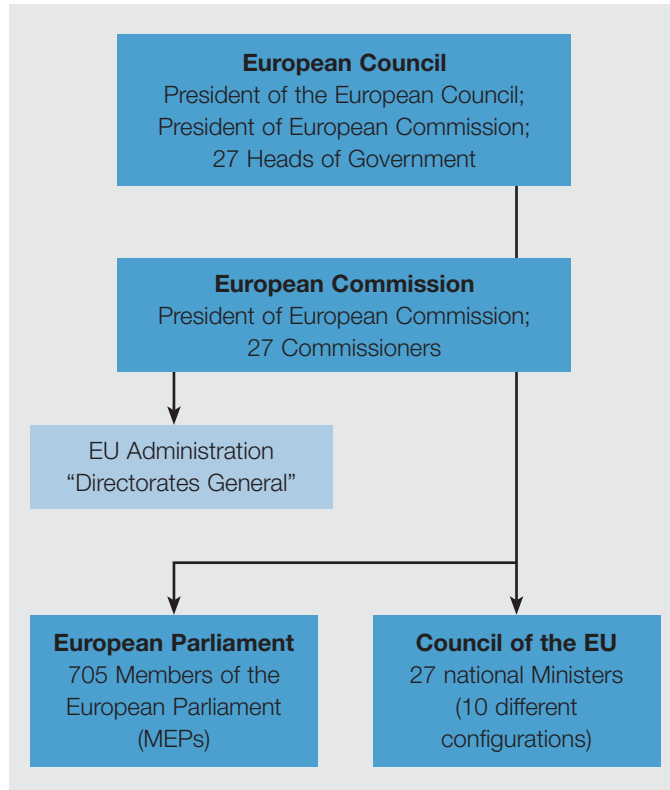 European Council
President of the European Council;
President of European Commission;
27 Heads of Government
European Commission
President of European Commission;
27 Commissioners
EU Administration
“Directorates General”
European Parliament
705 Members of the
European Parliament
(MEPs)
Council of the EU
27 national Ministers
(10 different
configurations)